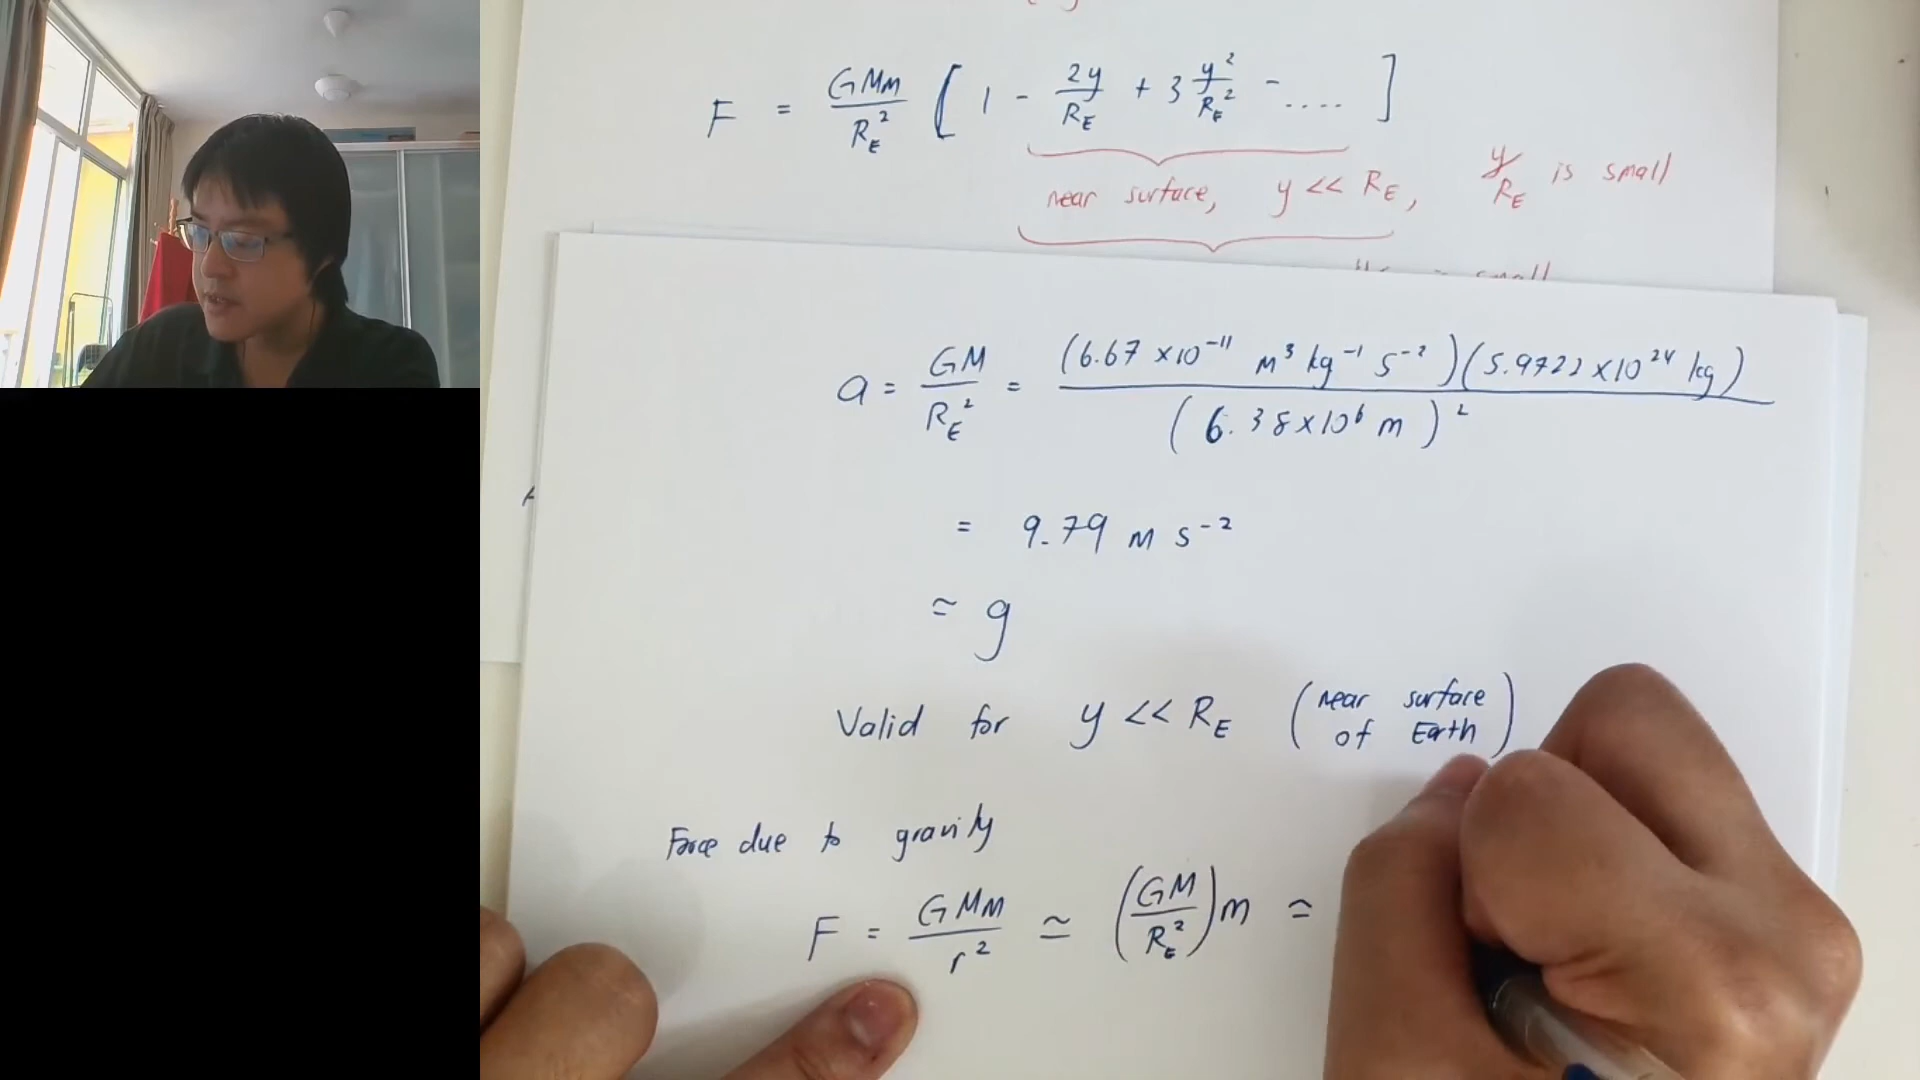 F = GMm/R_E² [ 1 - 2y/R_E + 3 y²/R_E² - .... ]
near surface, y << R_E, y/R_E is small
small
a = GM/R_E² = (6.67 × 10⁻¹¹ m³ kg⁻¹ s⁻²)(5.9722 × 10²⁴ kg)/(6.38 × 10⁶ m)²
= 9.79 m s⁻²
≃ g
Valid for y << R_E (near surface of Earth)
Force due to gravity
F = GMm/r² ≃ (GM/R_E²)m ≃